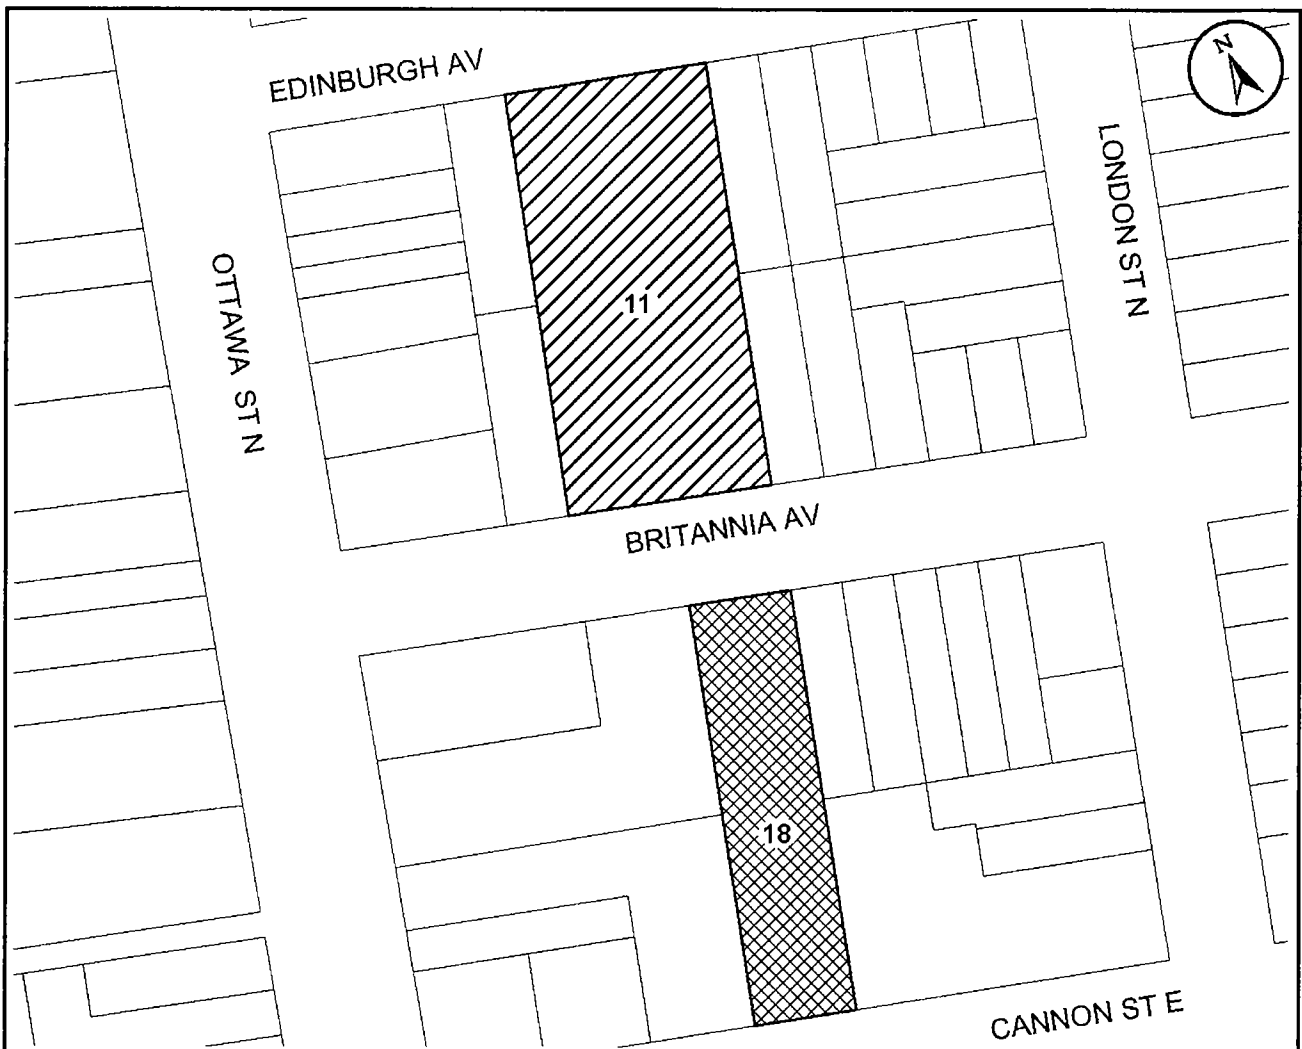 EDINBURGH AV
N
LONDON ST N
OTTAWA ST N
11
BRITANNIA AV
18
CANNON ST E